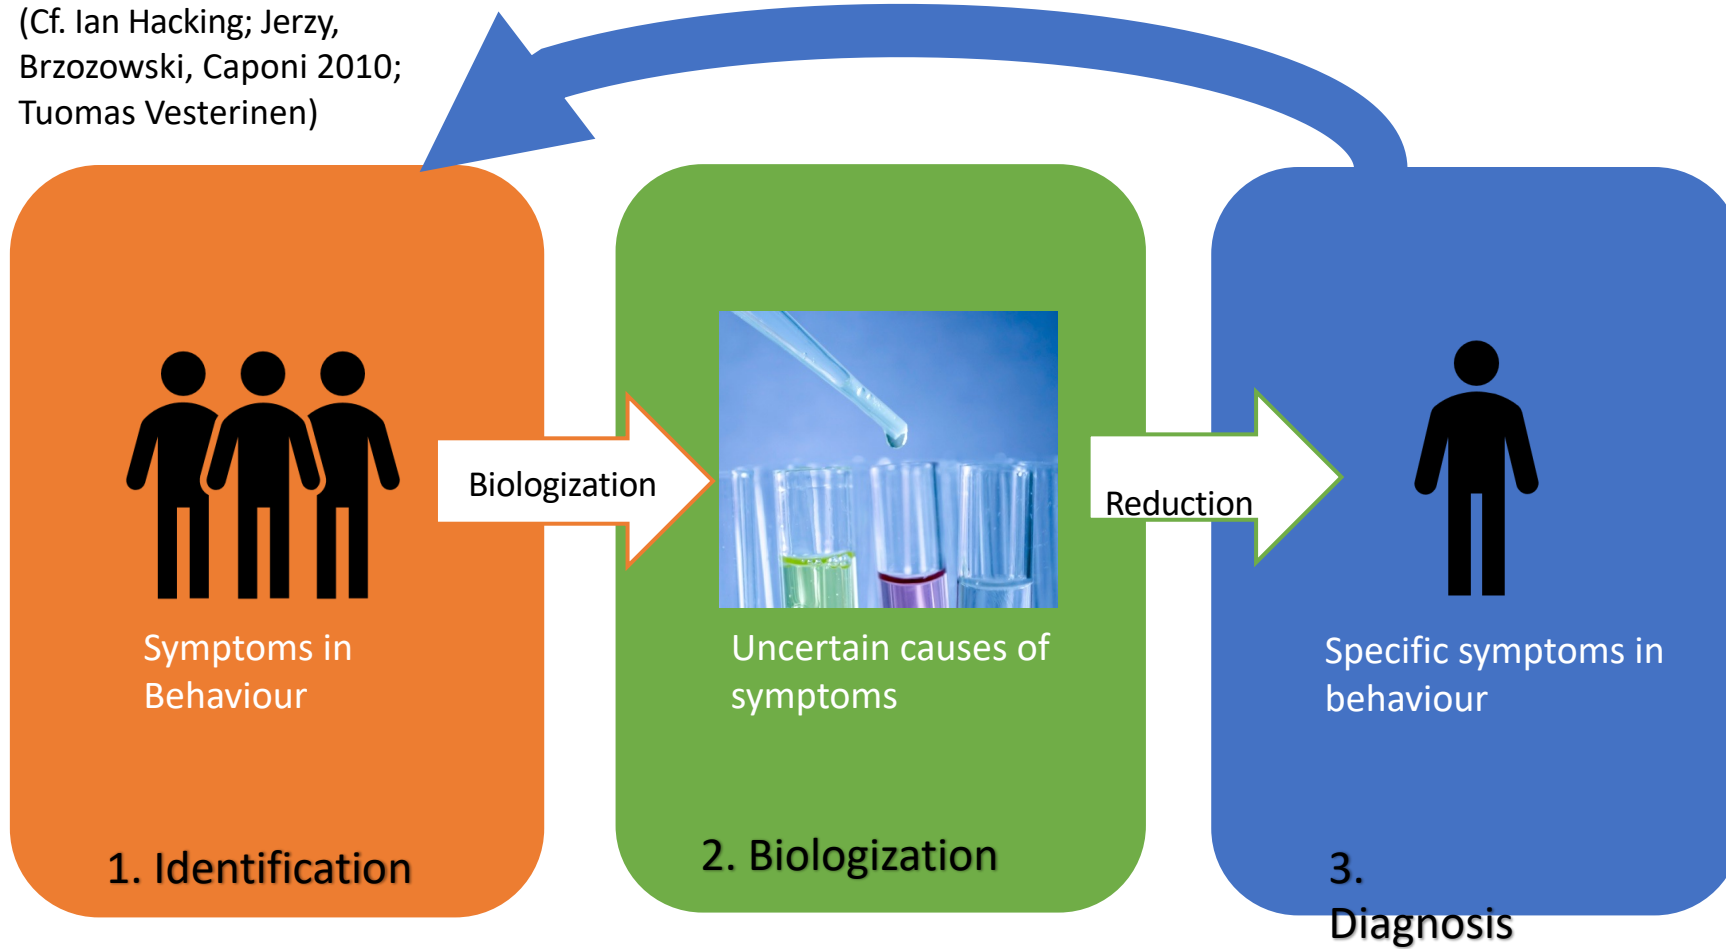 (Cf. Ian Hacking; Jerzy,
Brzozowski, Caponi 2010;
Tuomas Vesterinen)
Biologization
Reduction
Symptoms in
Behaviour
Uncertain causes of
symptoms
Specific symptoms in
behaviour
1. Identification
2. Biologization
3.
Diagnosis